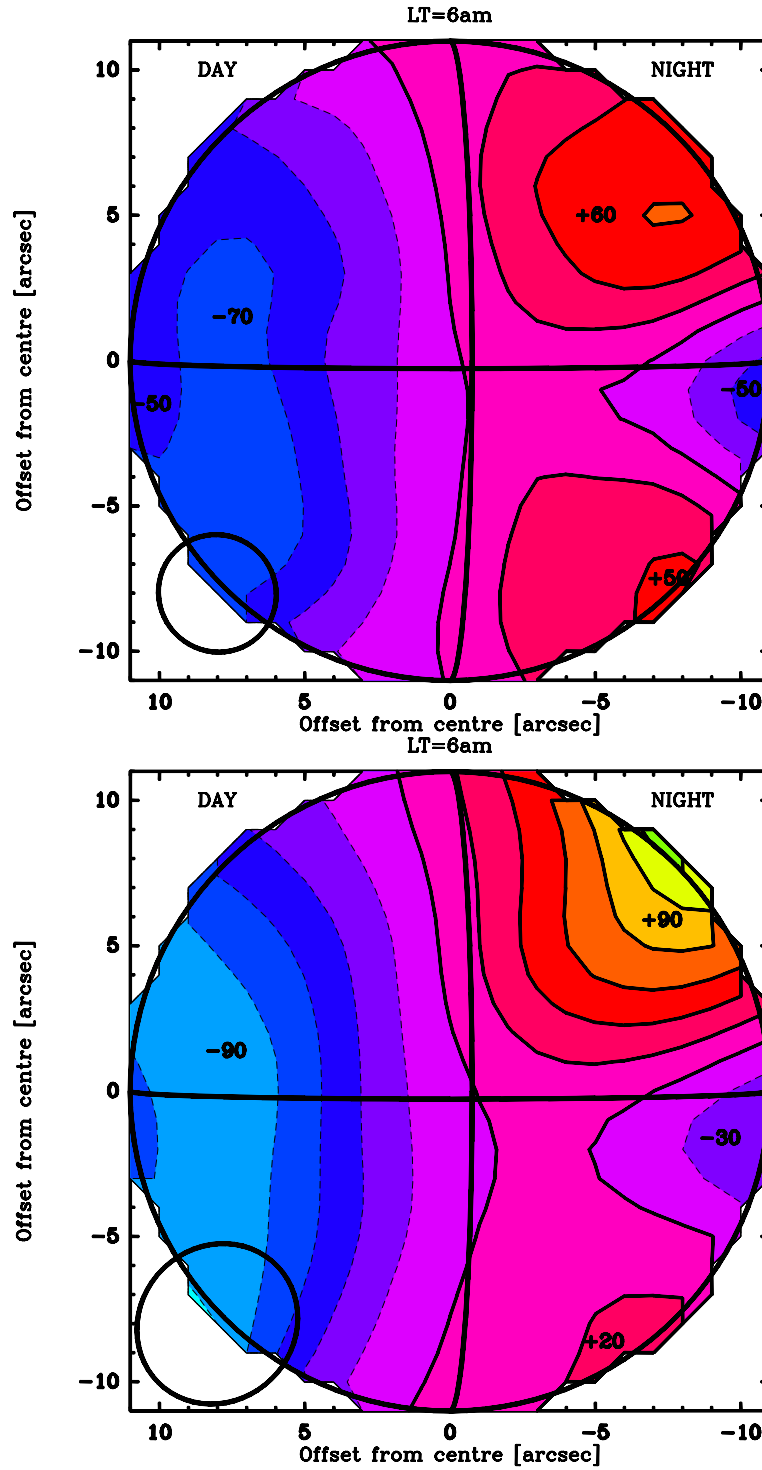 LT=6am
DAY NIGHT
10
5
0
-5
-10
+60
-70
-50
-50
+50
Offset from centre [arcsec]
10 5 0 -5 -10
Offset from centre [arcsec]
LT=6am
DAY NIGHT
10
5
0
-5
-10
+90
-90
-30
+20
Offset from centre [arcsec]
10 5 0 -5 -10
Offset from centre [arcsec]